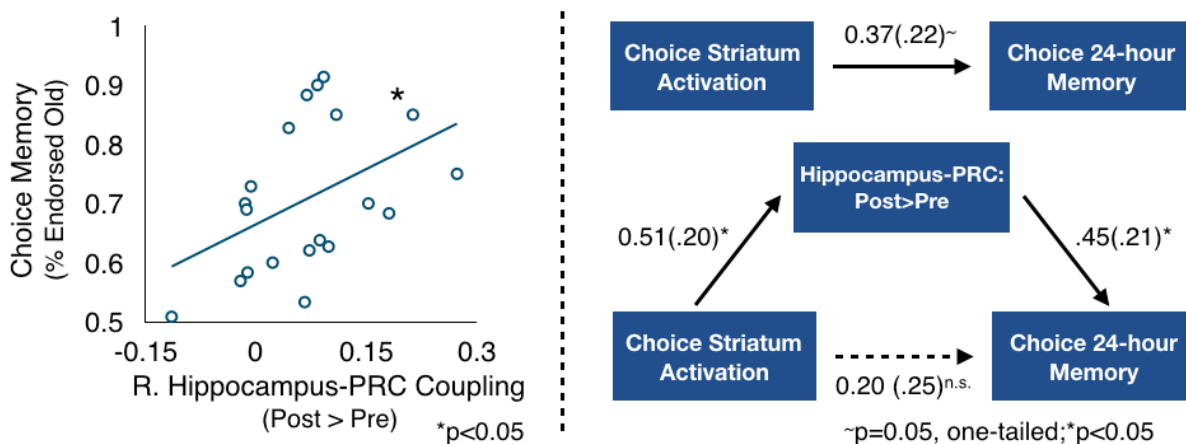 Choice Memory
(% Endorsed Old)
1
0.9
0.8
0.7
0.6
0.5
*
-0.15
0
0.15
0.3
R. Hippocampus-PRC Coupling
(Post > Pre)
*p<0.05
Choice Striatum
Activation
0.37(.22)~
Choice 24-hour
Memory
Hippocampus-PRC:
Post>Pre
0.51(.20)*
.45(.21)*
Choice Striatum
Activation
0.20 (.25)n.s.
Choice 24-hour
Memory
~p=0.05, one-tailed;*p<0.05